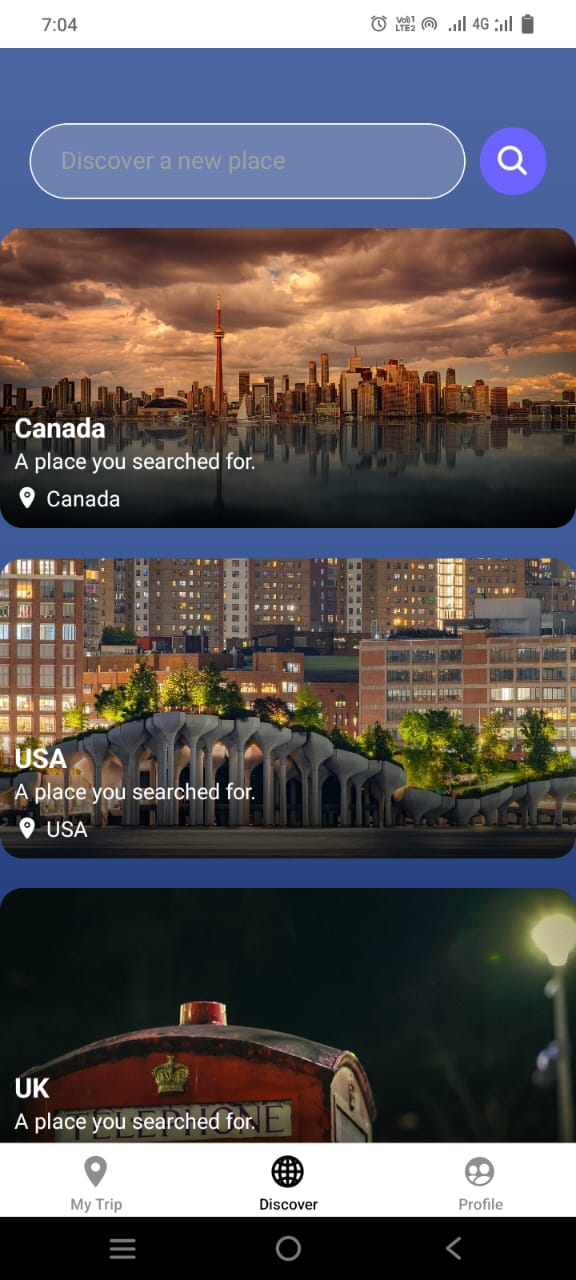 7:04
Vo))1
LTE2
4G
Discover a new place
Canada
A place you searched for.
Canada
USA
A place you searched for.
USA
TELEPHONE
UK
A place you searched for.
My Trip
Discover
Profile